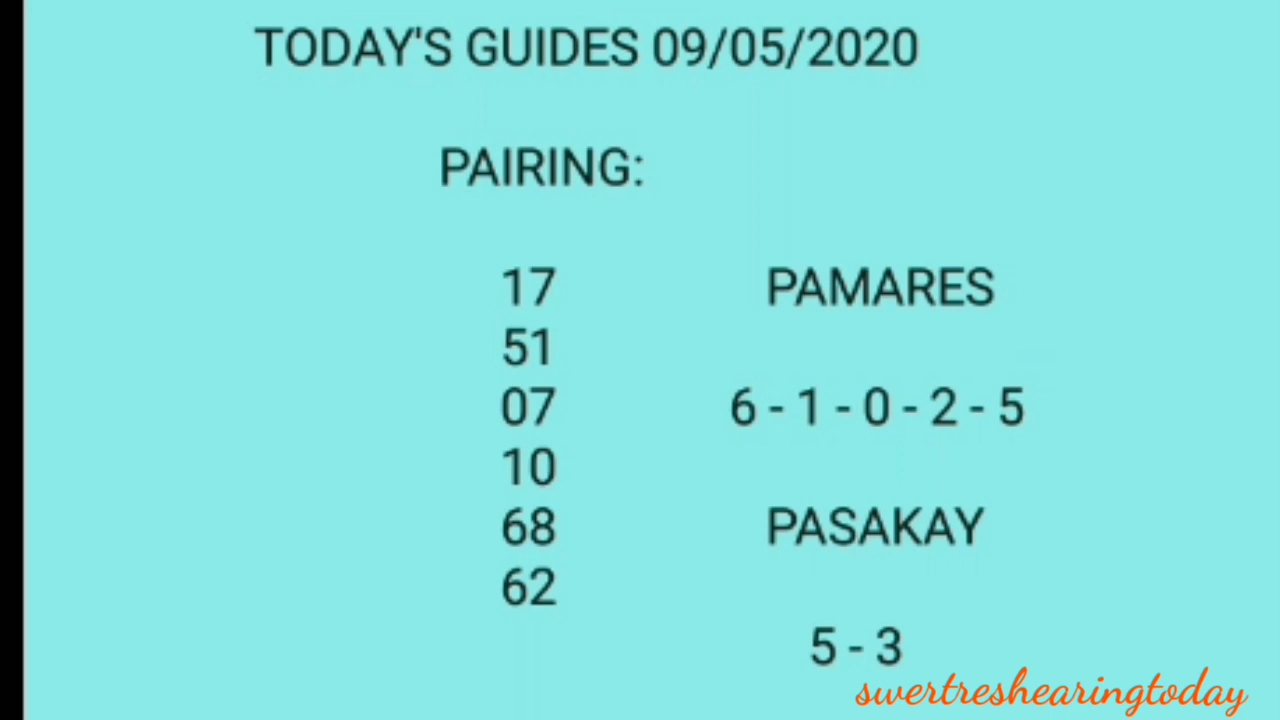 TODAY'S GUIDES 09/05/2020
PAIRING:
17
51
07
10
68
62
PAMARES
6 - 1 - 0 - 2 - 5
PASAKAY
5 - 3
swertreshearingtoday